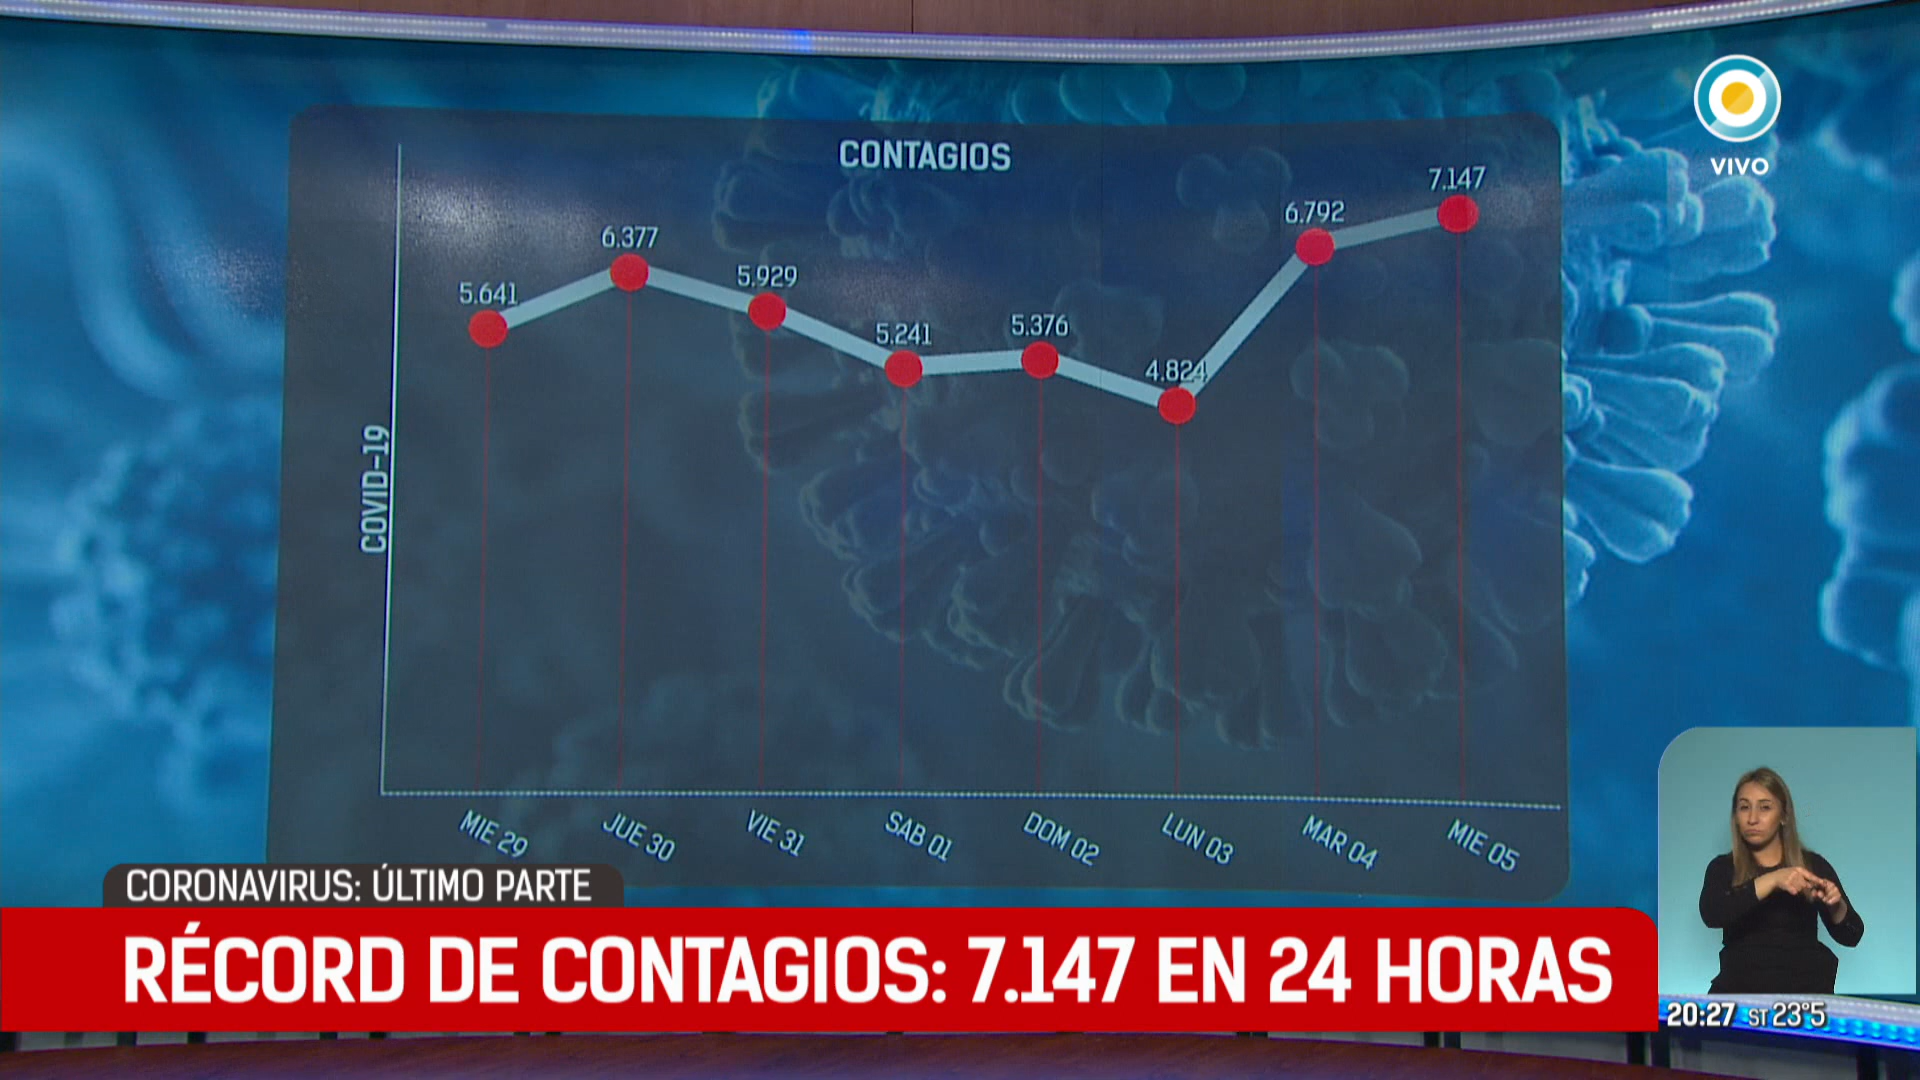 CONTAGIOS
VIVO
5.641
6.377
5.929
5.241
5.376
4.824
6.792
7.147
COVID-19
MIE 29
JUE 30
VIE 31
SAB 01
DOM 02
LUN 03
MAR 04
MIE 05
CORONAVIRUS: ÚLTIMO PARTE
RÉCORD DE CONTAGIOS: 7.147 EN 24 HORAS
20:27 ST 23°5